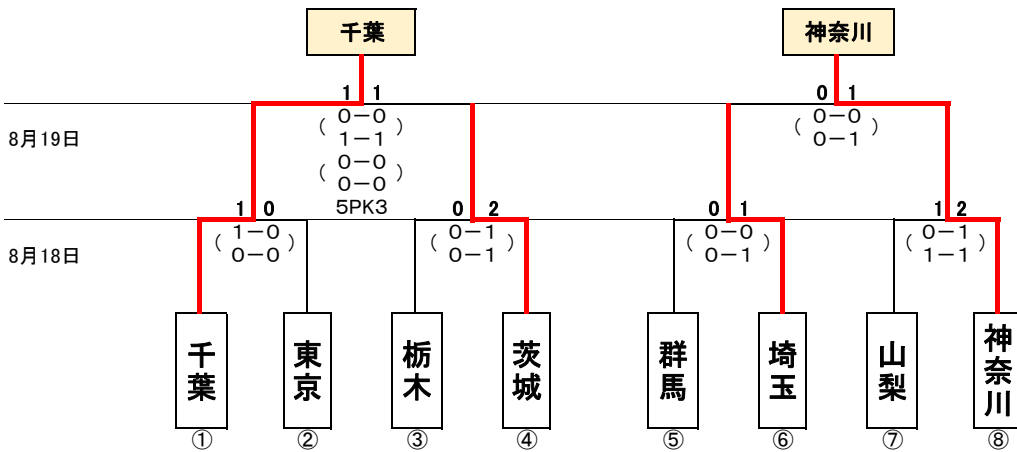 千葉 神奈川
1 1 0 1
8月19日
( 0－0 1－1 ) ( 0－0 0－1 )
( 0－0 0－0 )
5PK3
1 0 0 2 0 1 1 2
8月18日
( 1－0 0－0 ) ( 0－1 0－1 ) ( 0－0 0－1 ) ( 0－1 1－1 )
千葉 東京 栃木 茨城 群馬 埼玉 山梨 神奈川
① ② ③ ④ ⑤ ⑥ ⑦ ⑧